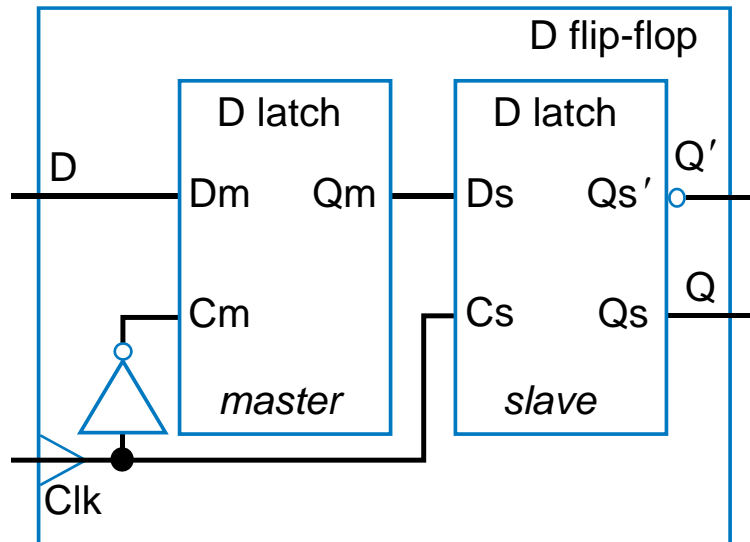 D flip-flop
D latch
D latch
D
Q′
Dm
Qm
Ds
Qs′
Cm
Cs
Qs
Q
master
slave
Clk